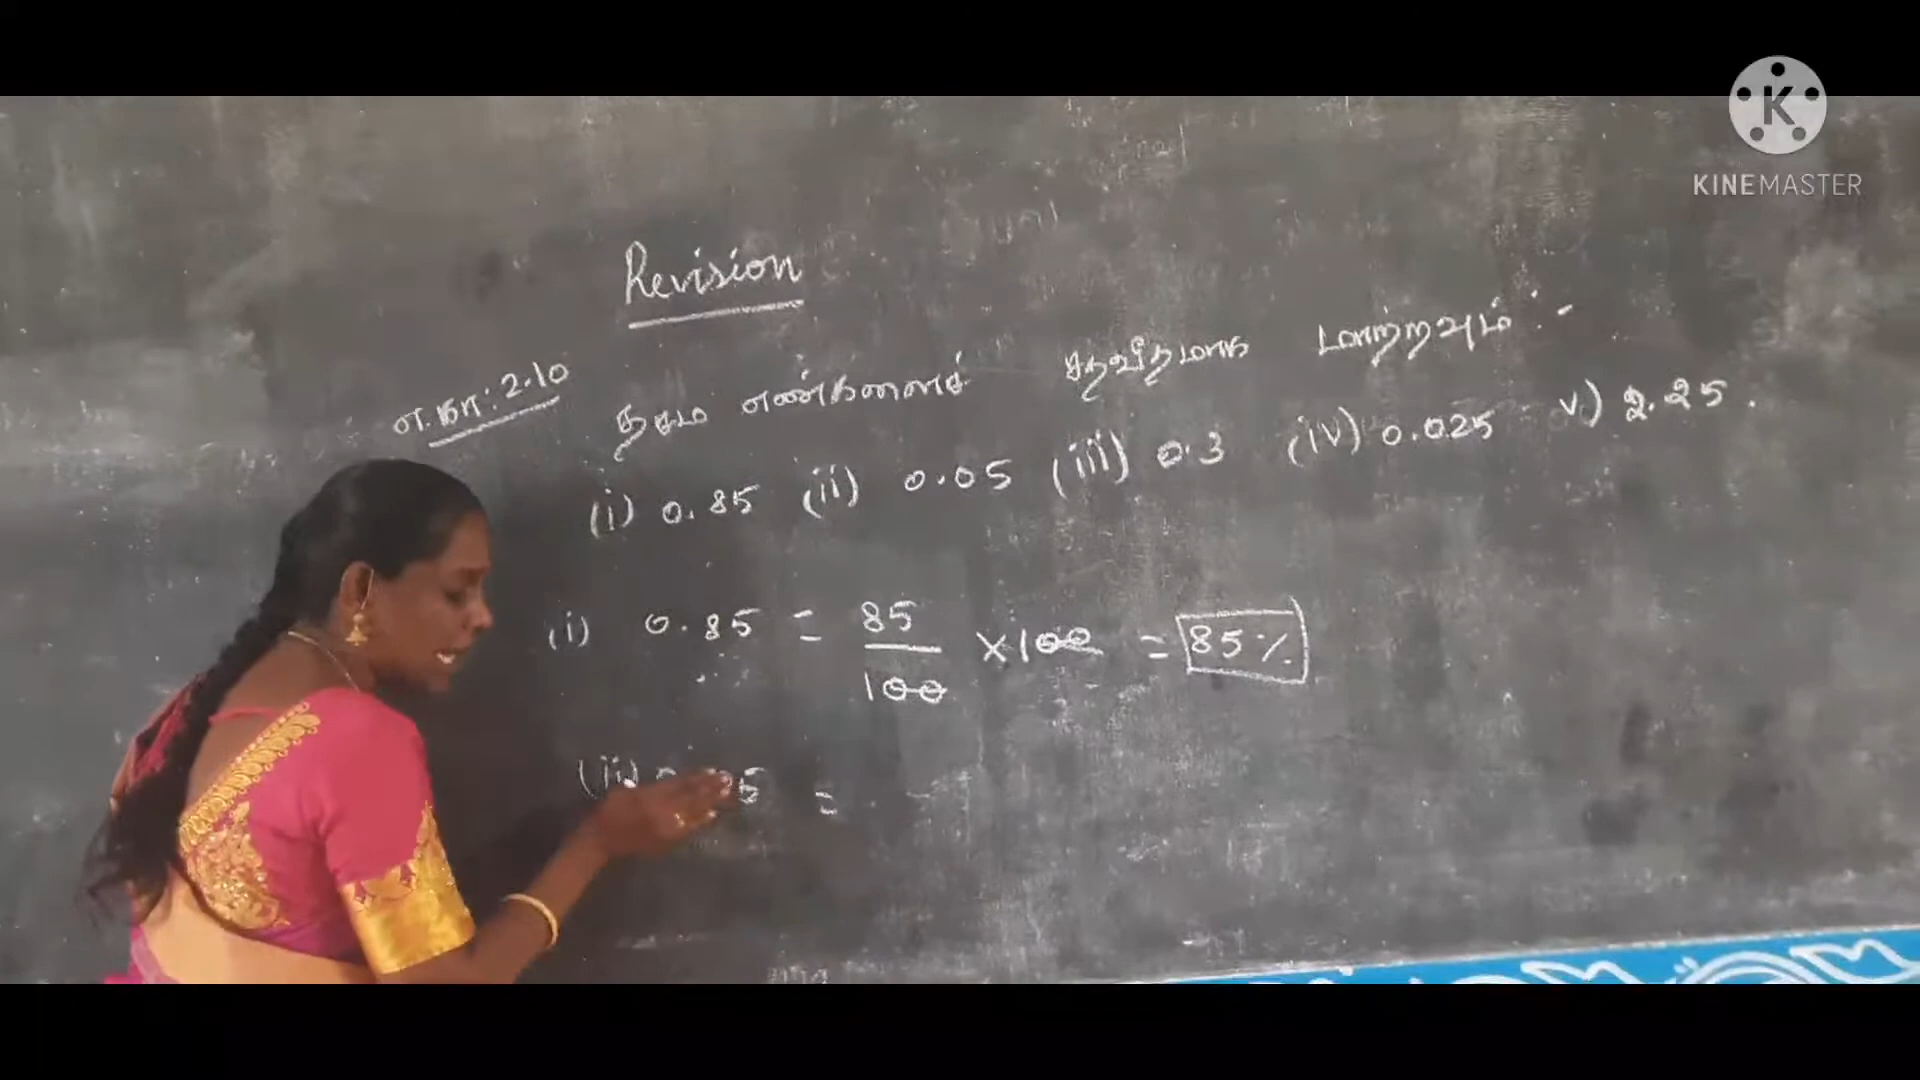 KINEMASTER
Revision
எ.கா: 2.10 தசம எண்களைச் சதவீதமாக மாற்றவும் :-
(i) 0.85 (ii) 0.05 (iii) 0.3 (iv) 0.025 v) 2.25.
(i) 0.85 = 85/100 × 100 = 85%
(ii) =